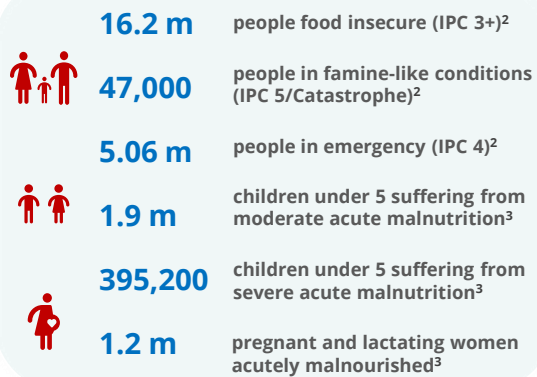 16.2 m people food insecure (IPC 3+)²
47,000 people in famine-like conditions
(IPC 5/Catastrophe)²
5.06 m people in emergency (IPC 4)²
1.9 m children under 5 suffering from
moderate acute malnutrition³
395,200 children under 5 suffering from
severe acute malnutrition³
1.2 m pregnant and lactating women
acutely malnourished³